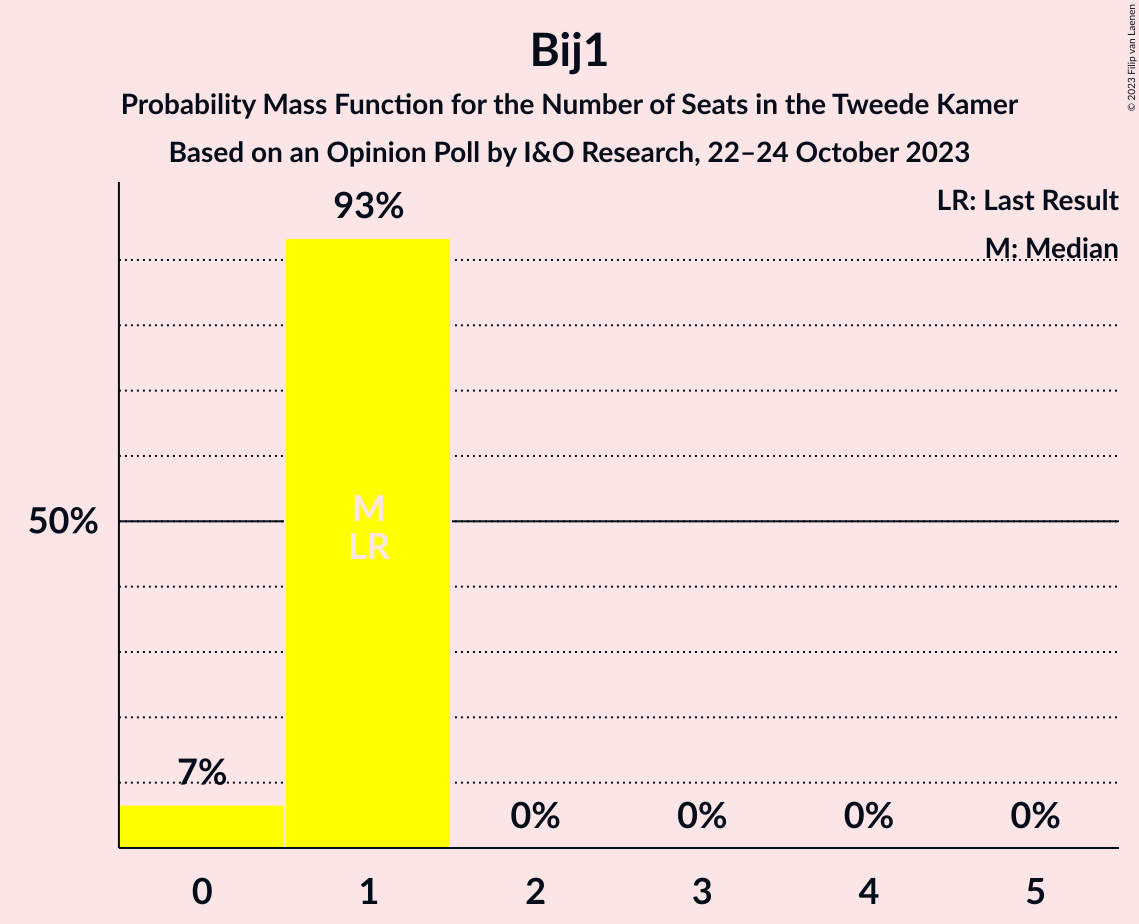 Bij1
Probability Mass Function for the Number of Seats in the Tweede Kamer
Based on an Opinion Poll by I&O Research, 22–24 October 2023
© 2023 Filip van Laenen
LR: Last Result
M: Median
93%
50%
M
LR
7%
0%
0%
0%
0%
0
1
2
3
4
5